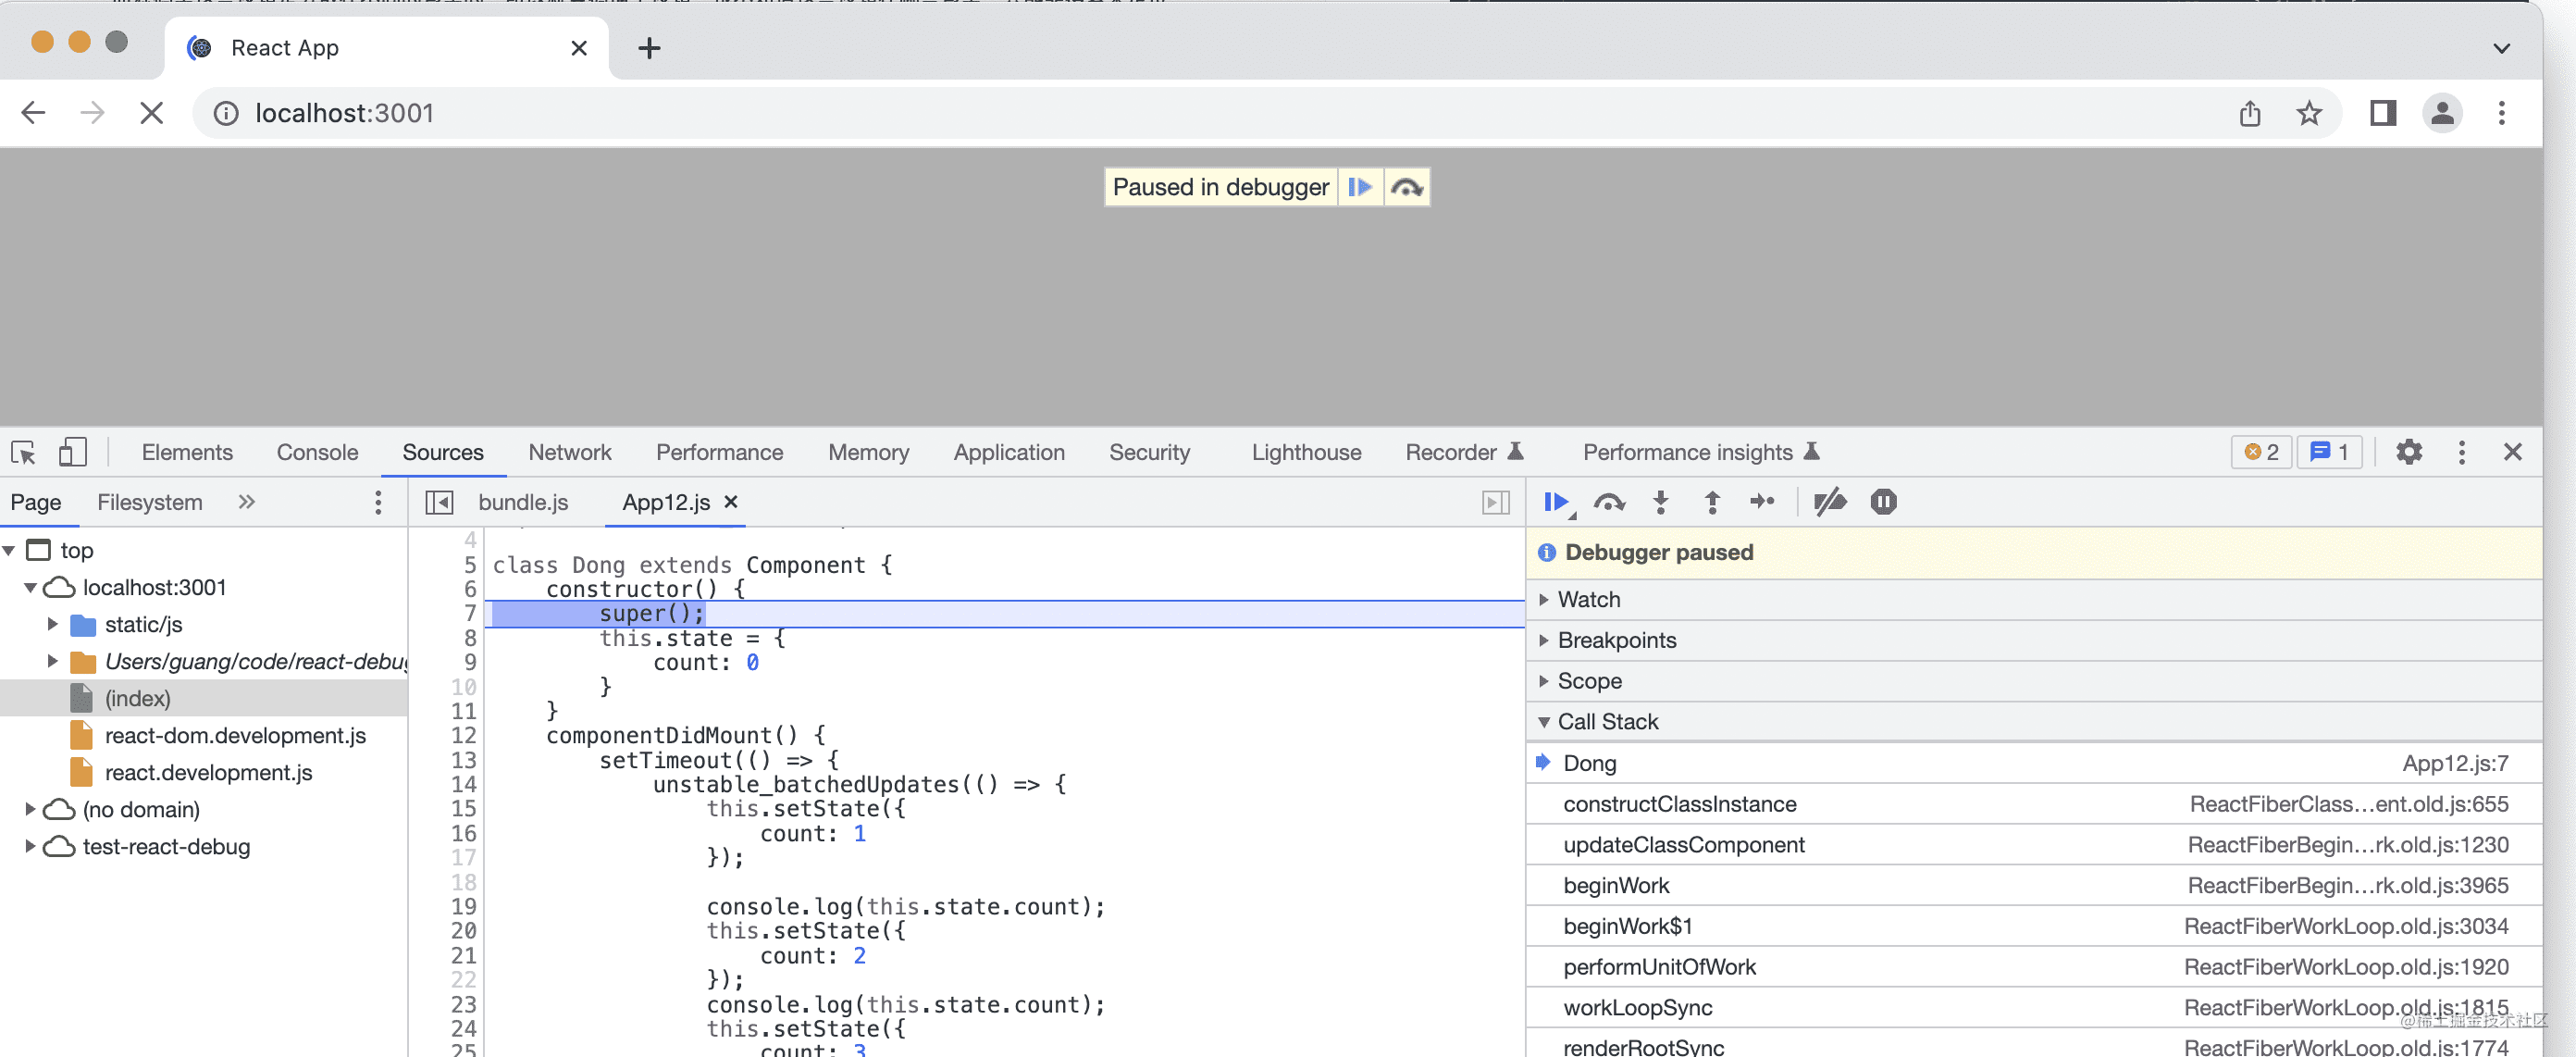 React App
localhost:3001
Paused in debugger
Elements Console Sources Network Performance Memory Application Security Lighthouse Recorder Performance insights 2 1
Page Filesystem
bundle.js App12.js
top
localhost:3001
static/js
Users/guang/code/react-debug
(index)
react-dom.development.js
react.development.js
(no domain)
test-react-debug
4
5 class Dong extends Component {
6 constructor() {
7 super();
8 this.state = {
9 count: 0
10 }
11 }
12 componentDidMount() {
13 setTimeout(() => {
14 unstable_batchedUpdates(() => {
15 this.setState({
16 count: 1
17 });
18
19 console.log(this.state.count);
20 this.setState({
21 count: 2
22 });
23 console.log(this.state.count);
24 this.setState({
25 count: 3
Debugger paused
Watch
Breakpoints
Scope
Call Stack
Dong App12.js:7
constructClassInstance ReactFiberClass…ent.old.js:655
updateClassComponent ReactFiberBegin…rk.old.js:1230
beginWork ReactFiberBegin…rk.old.js:3965
beginWork$1 ReactFiberWorkLoop.old.js:3034
performUnitOfWork ReactFiberWorkLoop.old.js:1920
workLoopSync ReactFiberWorkLoop.old.js:1815
renderRootSync ReactFiberWorkLoop.old.js:1774
@稀土掘金技术社区